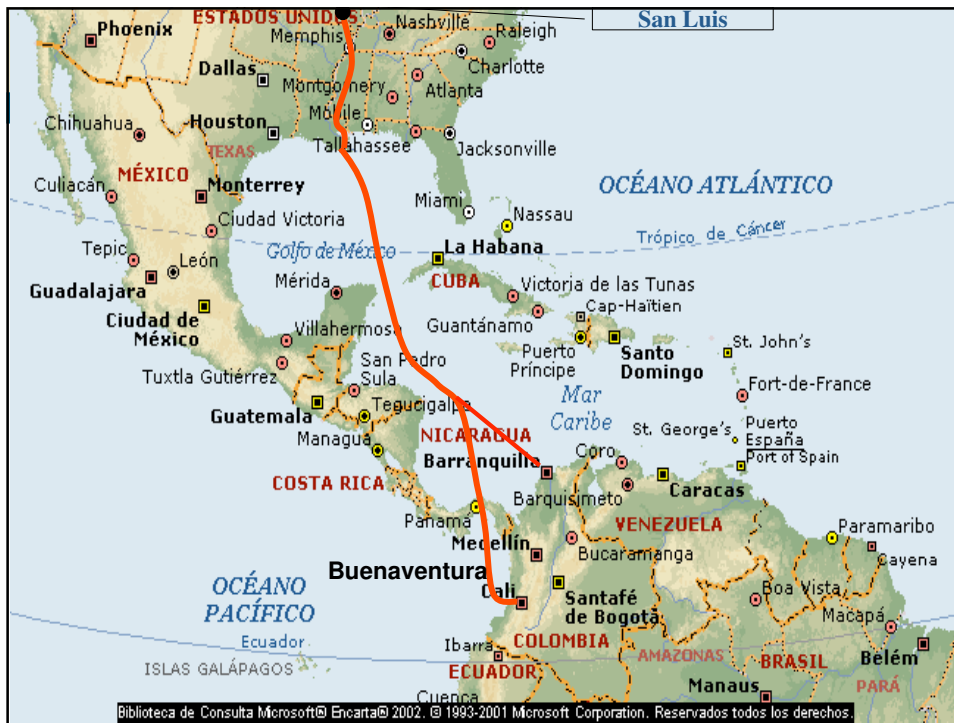 San Luis
ESTADOS UNIDOS
Nashville
Raleigh
Phoenix
Memphis
Charlotte
Dallas
Montgomery
Atlanta
Houston
Mobile
Chihuahua
TEXAS
Tallahassee
Jacksonville
MÉXICO
Culiacán
Monterrey
OCÉANO ATLÁNTICO
Miami
Nassau
Ciudad Victoria
Trópico de Cáncer
Tepic
León
Golfo de México
La Habana
Mérida
CUBA
Victoria de las Tunas
Guadalajara
Cap-Haïtien
Ciudad de
México
Villahermosa
Guantánamo
Puerto
Príncipe
Santo
Domingo
St. John's
Tuxtla Gutiérrez
San Pedro
Sula
Fort-de-France
Mar
Caribe
Guatemala
Tegucigalpa
St. George's
Puerto
España
Managua
NICARAGUA
Port of Spain
Barranquilla
Coro
COSTA RICA
Caracas
Barquisimeto
Panamá
VENEZUELA
Paramaribo
Medellín
Bucaramanga
Cayena
Buenaventura
OCÉANO
PACÍFICO
Cali
Santafé
de Bogotá
Boa Vista
Macapá
Ecuador
Ibarra
COLOMBIA
AMAZONAS
BRASIL
Belém
ISLAS GALÁPAGOS
ECUADOR
Manaus
PARÁ
Cuenca
Biblioteca de Consulta Microsoft® Encarta® 2002. © 1993-2001 Microsoft Corporation. Reservados todos los derechos.